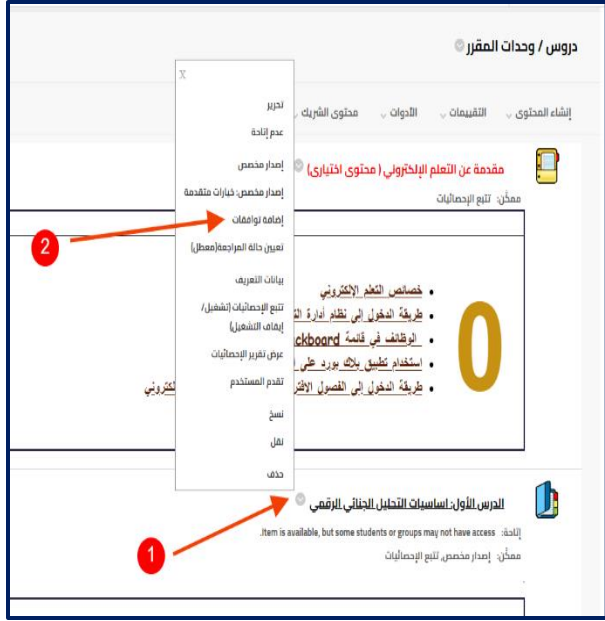 دروس / وحدات المقرر
إنشاء المحتوى التقييمات الأدوات محتوى الشريك
مقدمة عن التعلم الإلكتروني ( محتوى اختيارى)
ممكَّن: تتبع الإحصائيات
X
تحرير
عدم إتاحة
إصدار مخصص
إصدار مخصص: خيارات متقدمة
إضافة توافقات
تعيين حالة المراجعة(معطل)
بيانات التعريف
تتبع الإحصائيات (تشغيل/
إيقاف التشغيل)
عرض تقرير الإحصائيات
تقدم المستخدم
نسخ
نقل
حذف
2
0
• خصائص التعلم الإلكتروني
• طريقة الدخول إلى نظام أدارة
• الوظائف في قائمة ckboard
• استخدام تطبيق بلاك بورد على
• طريقة الدخول إلى الفصول
الدرس الأول: اساسيات التحليل الجنائي الرقمي
إتاحة: Item is available, but some students or groups may not have access.
ممكَّن: إصدار مخصص, تتبع الإحصائيات
1